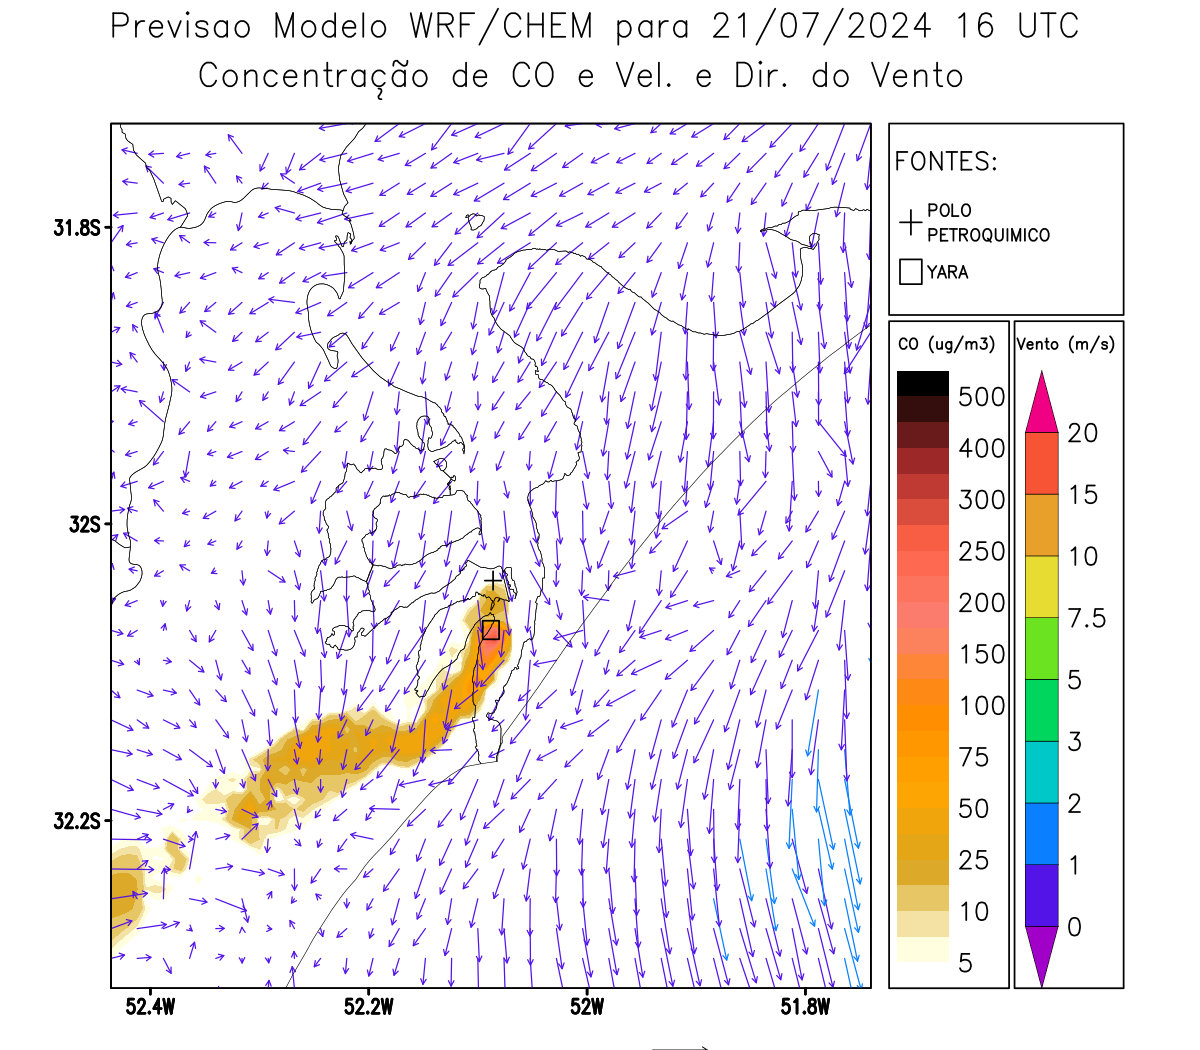 Previsao Modelo WRF/CHEM para 21/07/2024 16 UTC
Concentração de CO e Vel. e Dir. do Vento
FONTES:
POLO
PETROQUIMICO
YARA
31.8S
32S
32.2S
52.4W
52.2W
52W
51.8W
CO (ug/m3)
500
400
300
250
200
150
100
75
50
25
10
5
Vento (m/s)
20
15
10
7.5
5
3
2
1
0